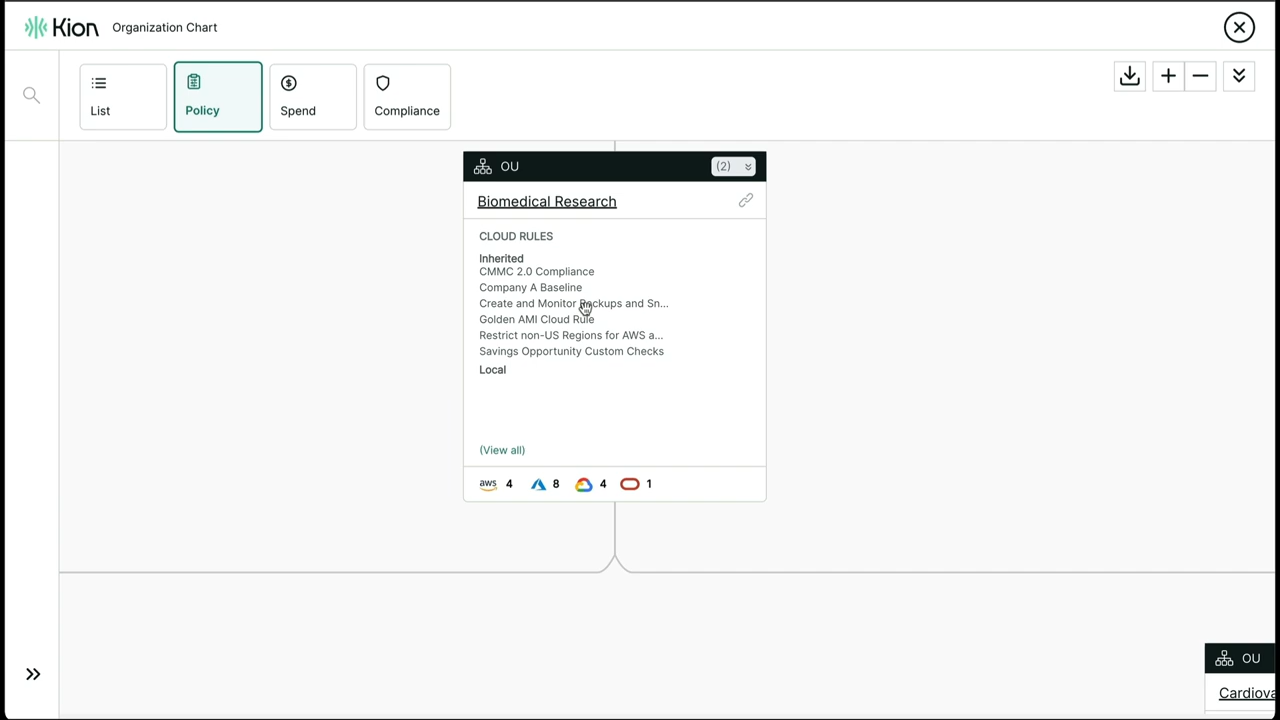 Kion Organization Chart
List Policy Spend Compliance
OU (2)
Biomedical Research
CLOUD RULES
Inherited
CMMC 2.0 Compliance
Company A Baseline
Create and Monitor Backups and Sn...
Golden AMI Cloud Rule
Restrict non-US Regions for AWS a...
Savings Opportunity Custom Checks
Local
(View all)
aws 4 8 4 1
OU
Cardiova